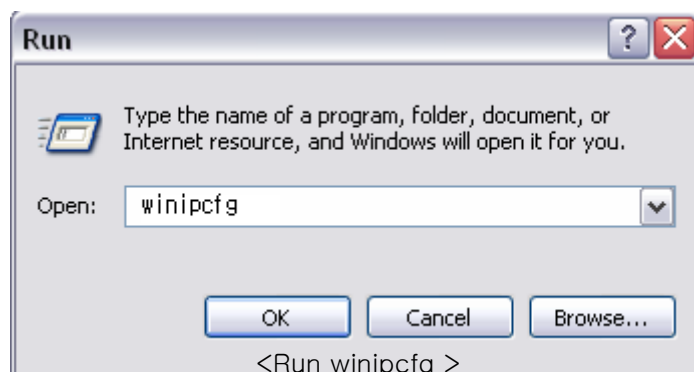 Run
Type the name of a program, folder, document, or
Internet resource, and Windows will open it for you.
Open: winipcfg
OK Cancel Browse...
<Run winipcfg >